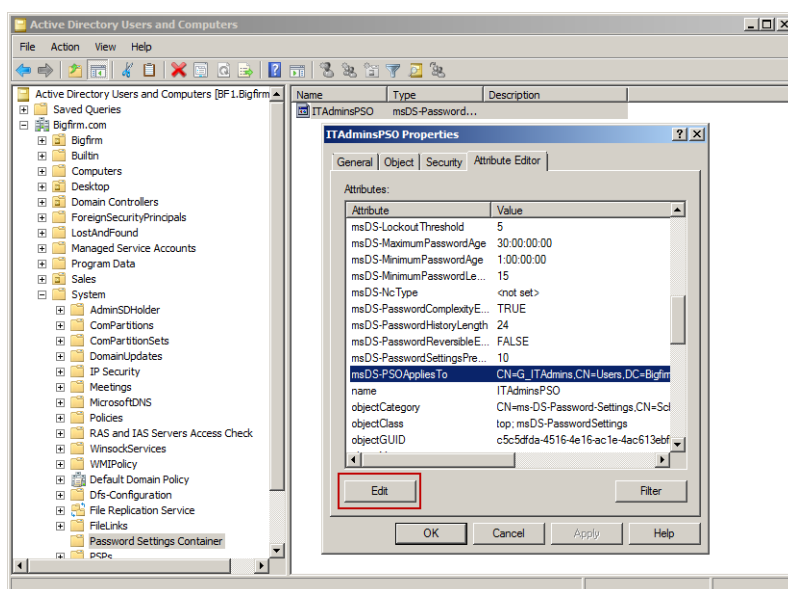 Active Directory Users and Computers
File Action View Help
Active Directory Users and Computers [BF1.Bigfirm
Saved Queries
Bigfirm.com
Bigfirm
Builtin
Computers
Desktop
Domain Controllers
ForeignSecurityPrincipals
LostAndFound
Managed Service Accounts
Program Data
Sales
System
AdminSDHolder
ComPartitions
ComPartitionSets
DomainUpdates
IP Security
Meetings
MicrosoftDNS
Policies
RAS and IAS Servers Access Check
WinsockServices
WMIPolicy
Default Domain Policy
Dfs-Configuration
File Replication Service
FileLinks
Password Settings Container
PSPs
Name Type Description
ITAdminsPSO msDS-Password...
ITAdminsPSO Properties
General Object Security Attribute Editor
Attributes:
Attribute Value
msDS-LockoutThreshold 5
msDS-MaximumPasswordAge 30:00:00:00
msDS-MinimumPasswordAge 1:00:00:00
msDS-MinimumPasswordLe... 15
msDS-NcType <not set>
msDS-PasswordComplexityE... TRUE
msDS-PasswordHistoryLength 24
msDS-PasswordReversibleE... FALSE
msDS-PasswordSettingsPre... 10
msDS-PSOAppliesTo CN=G_ITAdmins,CN=Users,DC=Bigfirm
name ITAdminsPSO
objectCategory CN=ms-DS-Password-Settings,CN=Scl
objectClass top; msDS-PasswordSettings
objectGUID c5c5dfda-4516-4e16-ac1e-4ac613ebf
Edit Filter
OK Cancel Apply Help